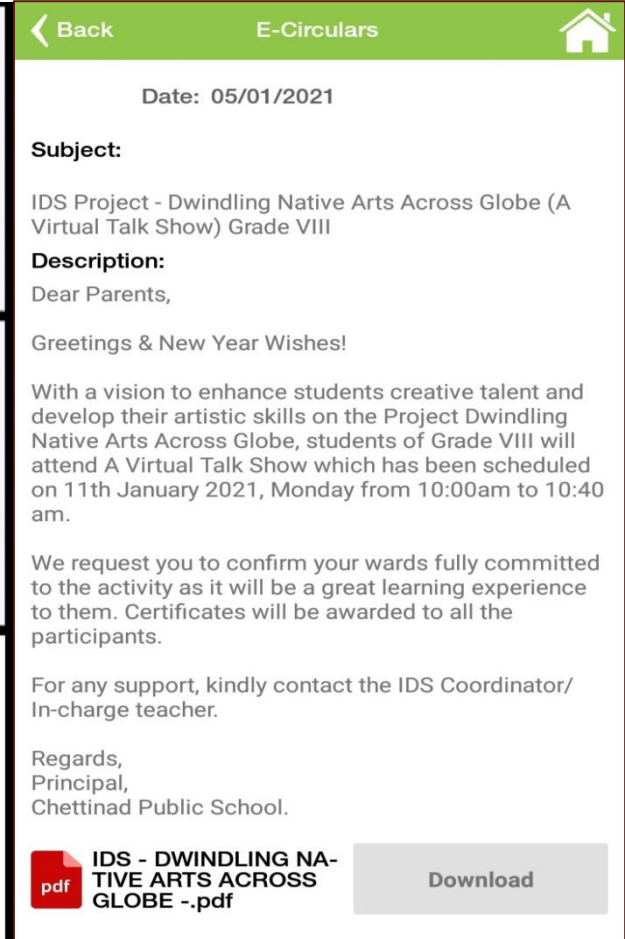 Back
E-Circulars
Date: 05/01/2021
Subject:
IDS Project - Dwindling Native Arts Across Globe (A
Virtual Talk Show) Grade VIII
Description:
Dear Parents,
Greetings & New Year Wishes!
With a vision to enhance students creative talent and
develop their artistic skills on the Project Dwindling
Native Arts Across Globe, students of Grade VIII will
attend A Virtual Talk Show which has been scheduled
on 11th January 2021, Monday from 10:00am to 10:40
am.
We request you to confirm your wards fully committed
to the activity as it will be a great learning experience
to them. Certificates will be awarded to all the
participants.
For any support, kindly contact the IDS Coordinator/
In-charge teacher.
Regards,
Principal,
Chettinad Public School.
pdf
IDS - DWINDLING NA-
TIVE ARTS ACROSS
GLOBE -.pdf
Download